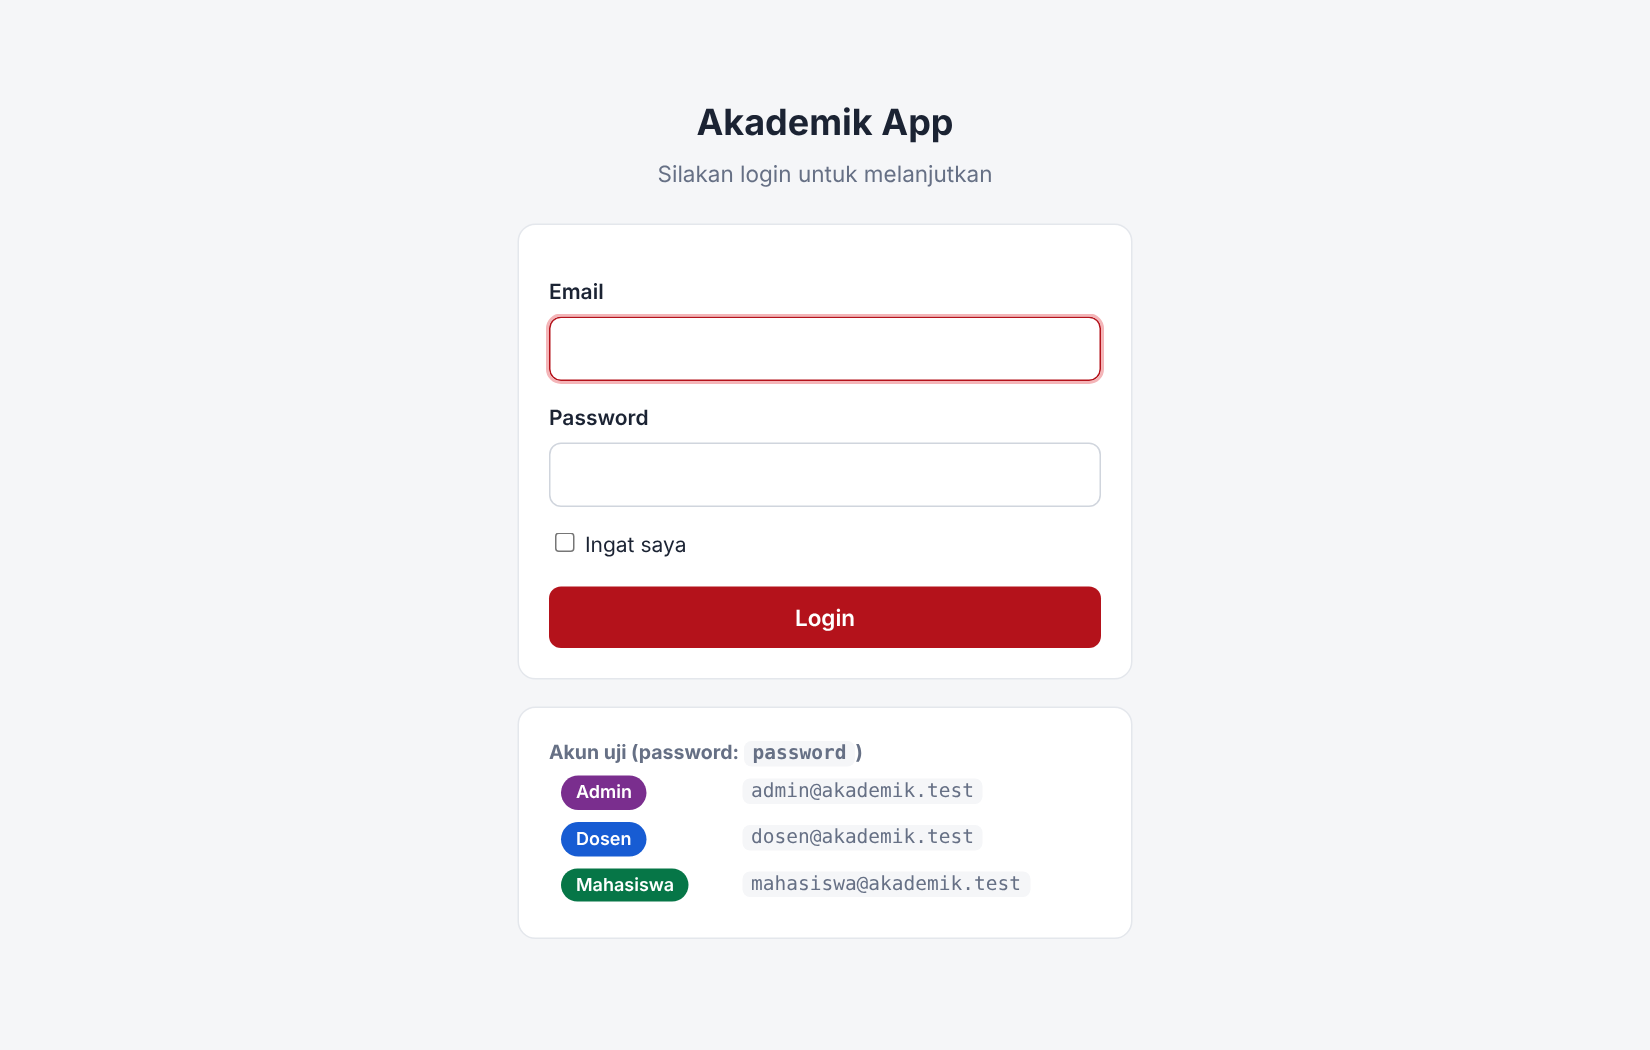 Akademik App
Silakan login untuk melanjutkan
Email
Password
Ingat saya
Login
Akun uji (password: password )
Admin admin@akademik.test
Dosen dosen@akademik.test
Mahasiswa mahasiswa@akademik.test